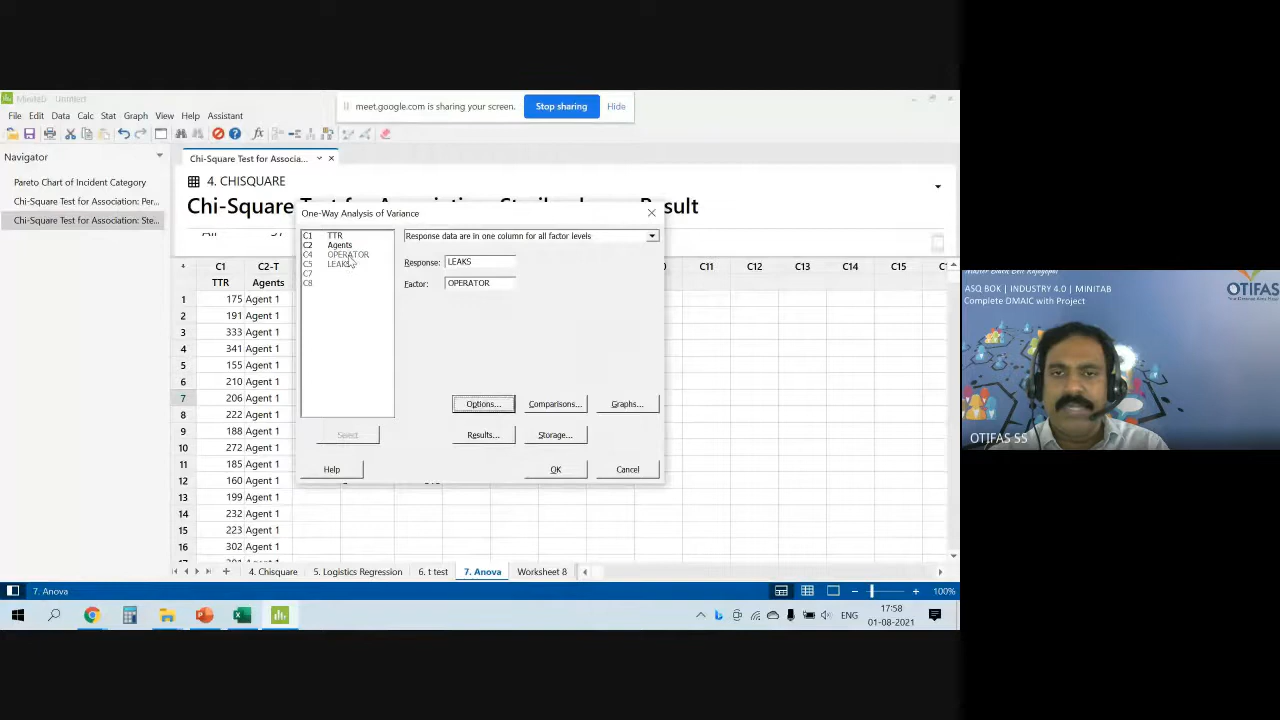 Minitab - Untitled
meet.google.com is sharing your screen.
Stop sharing
Hide
File Edit Data Calc Stat Graph View Help Assistant
Navigator
Chi-Square Test for Associa...
Pareto Chart of Incident Category
Chi-Square Test for Association: Per...
Chi-Square Test for Association: Ste...
4. CHISQUARE
One-Way Analysis of Variance
C1 TTR
C2 Agents
C4 OPERATOR
C5 LEAKS
C7
C8
Response data are in one column for all factor levels
Response: LEAKS
Factor: OPERATOR
Options...
Comparisons...
Graphs...
Select
Results...
Storage...
Help
OK
Cancel
C1 C2-T C11 C12 C13 C14 C15
TTR Agents
1 175 Agent 1
2 191 Agent 1
3 333 Agent 1
4 341 Agent 1
5 155 Agent 1
6 210 Agent 1
7 206 Agent 1
8 222 Agent 1
9 188 Agent 1
10 272 Agent 1
11 185 Agent 1
12 160 Agent 1
13 199 Agent 1
14 232 Agent 1
15 223 Agent 1
16 302 Agent 1
4. Chisquare
5. Logistics Regression
6. t test
7. Anova
Worksheet 8
7. Anova
100%
ENG
17:58
01-08-2021
ASQ BOK | INDUSTRY 4.0 | MINITAB
Complete DMAIC with Project
OTIFAS
OTIFAS SS